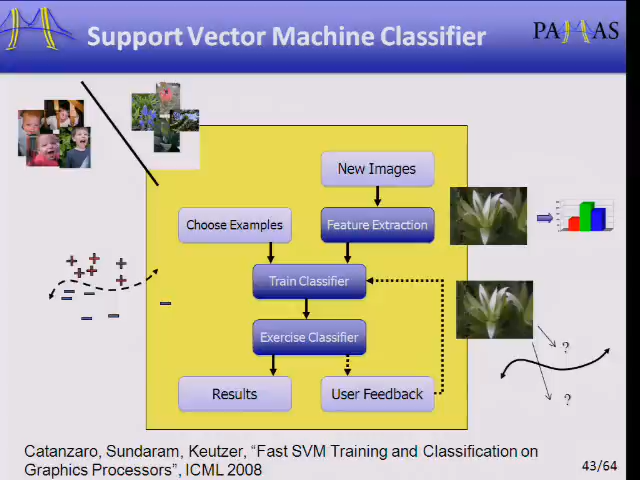 Support Vector Machine Classifier
New Images
Choose Examples
Feature Extraction
Train Classifier
Exercise Classifier
?
?
Results
User Feedback
Catanzaro, Sundaram, Keutzer, “Fast SVM Training and Classification on
Graphics Processors”, ICML 2008
43/64